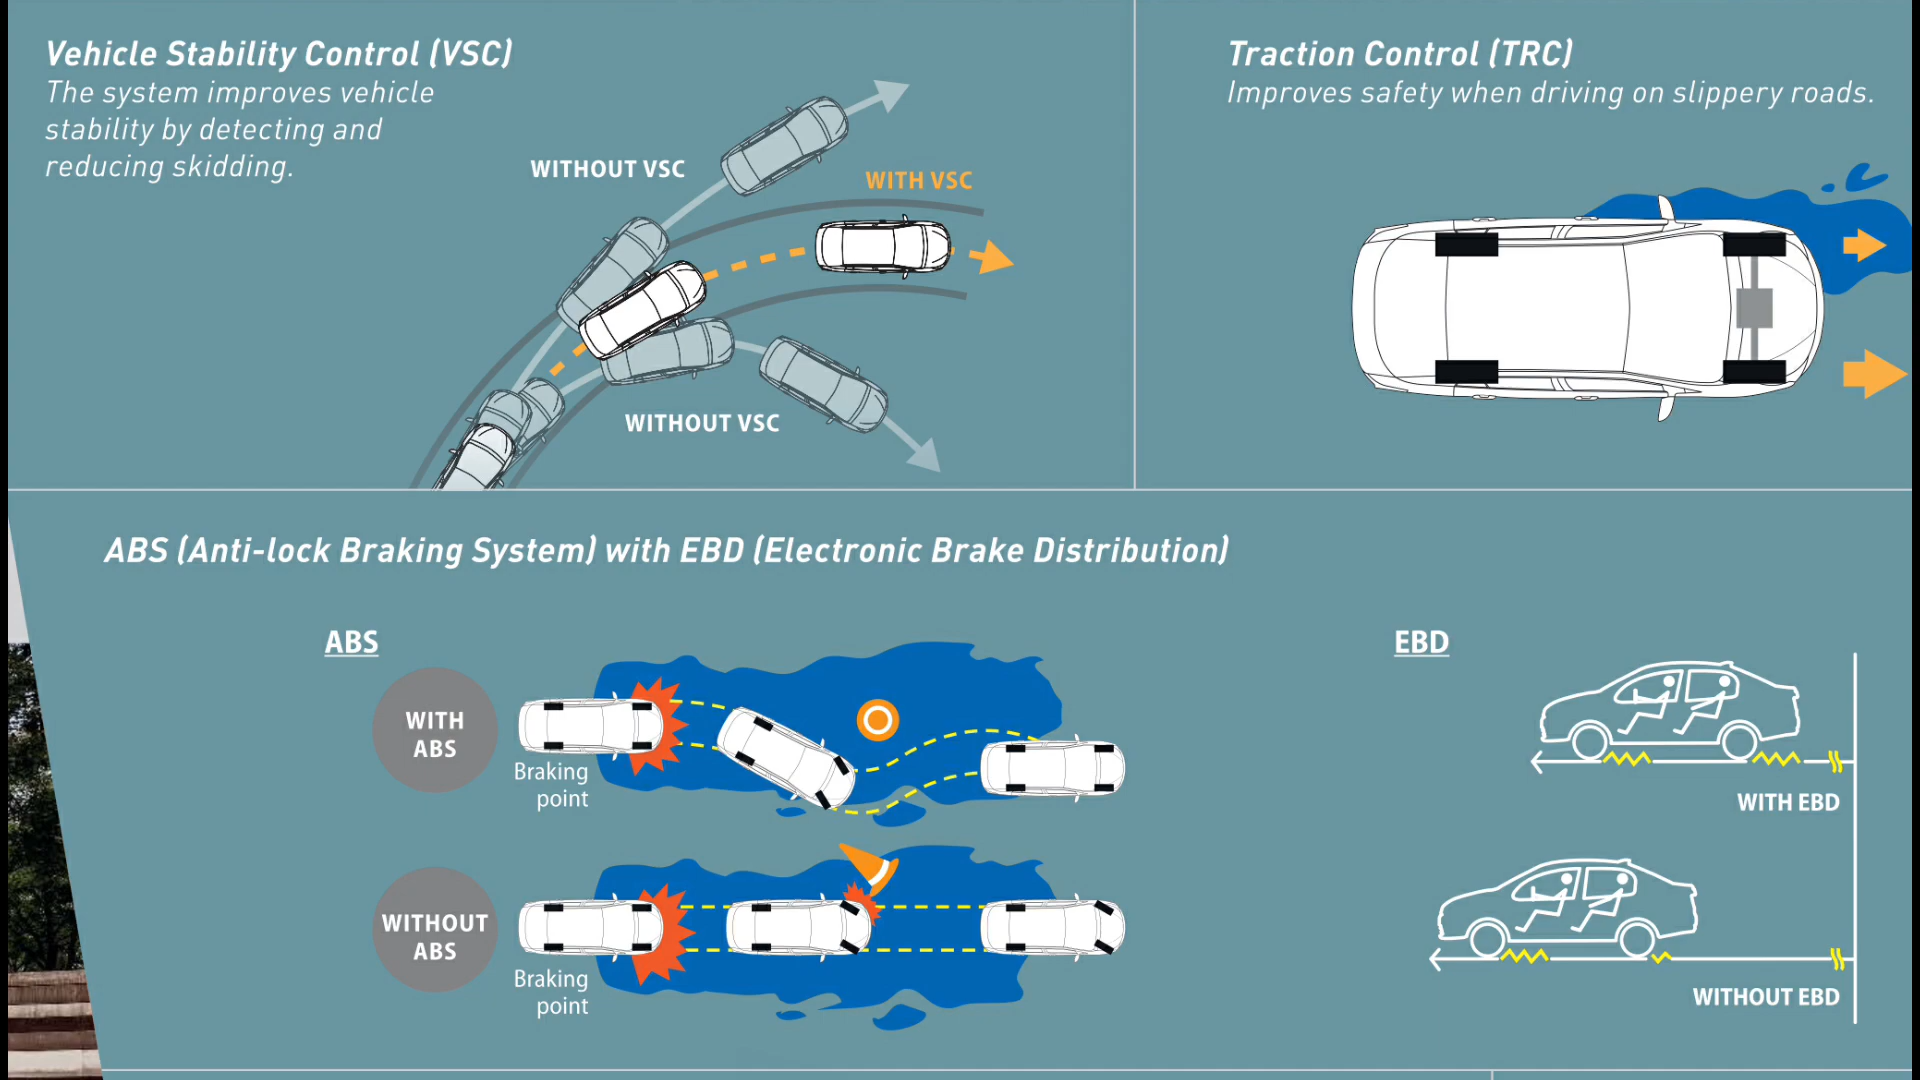 Vehicle Stability Control (VSC)
The system improves vehicle
stability by detecting and
reducing skidding.
WITHOUT VSC
WITH VSC
WITHOUT VSC
Traction Control (TRC)
Improves safety when driving on slippery roads.
ABS (Anti-lock Braking System) with EBD (Electronic Brake Distribution)
ABS
WITH
ABS
Braking
point
WITHOUT
ABS
Braking
point
EBD
WITH EBD
WITHOUT EBD